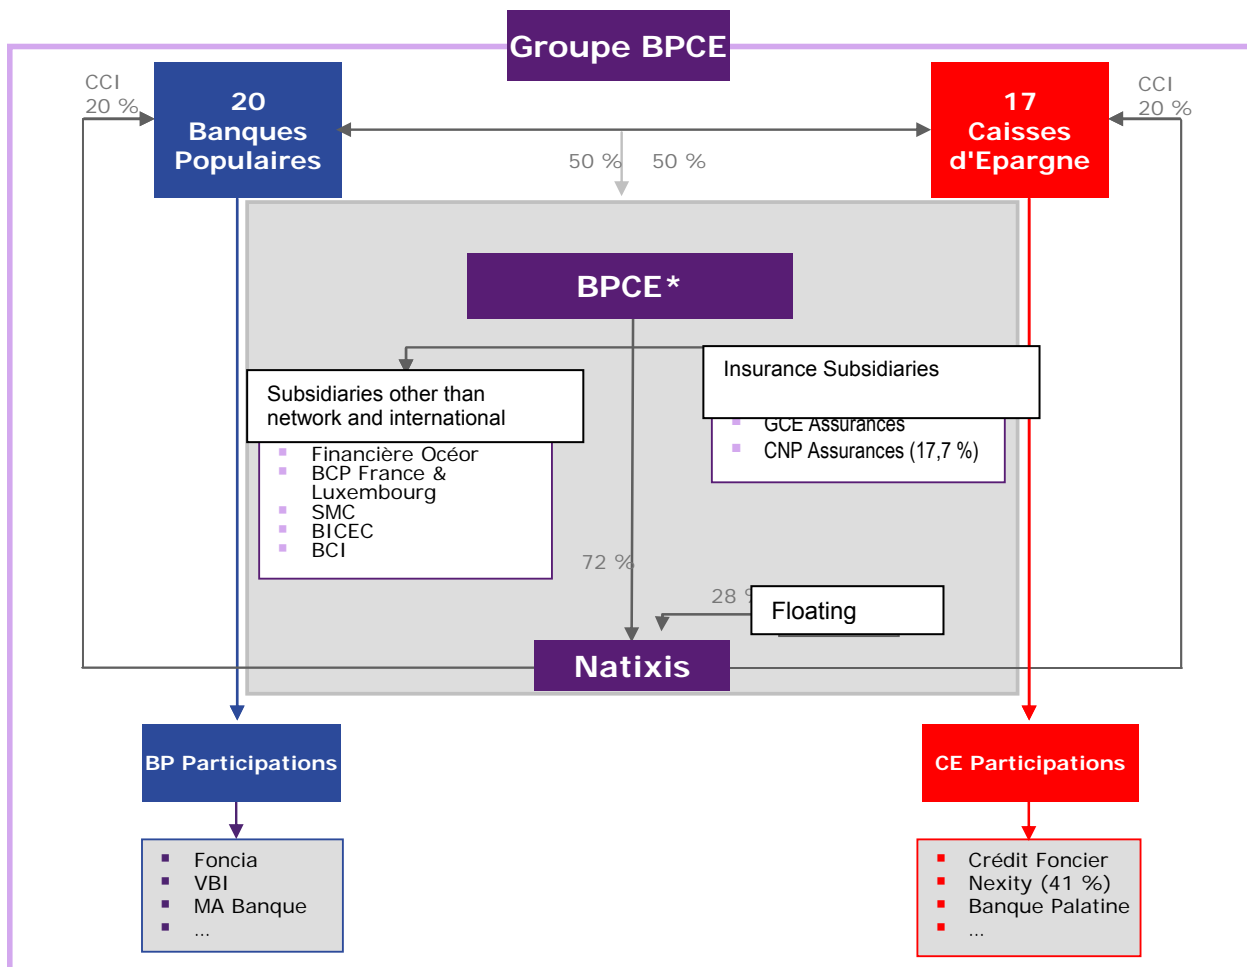 Groupe BPCE
CCI
20 %
20
Banques
Populaires
17
Caisses
d'Epargne
CCI
20 %
50 %
50 %
BPCE*
Subsidiaries other than
network and international
Financière Océor
BCP France &
Luxembourg
SMC
BICEC
BCI
Insurance Subsidiaries
GCE Assurances
CNP Assurances (17,7 %)
72 %
28 %
Floating
Natixis
BP Participations
CE Participations
Foncia
VBI
MA Banque
...
Crédit Foncier
Nexity (41 %)
Banque Palatine
...